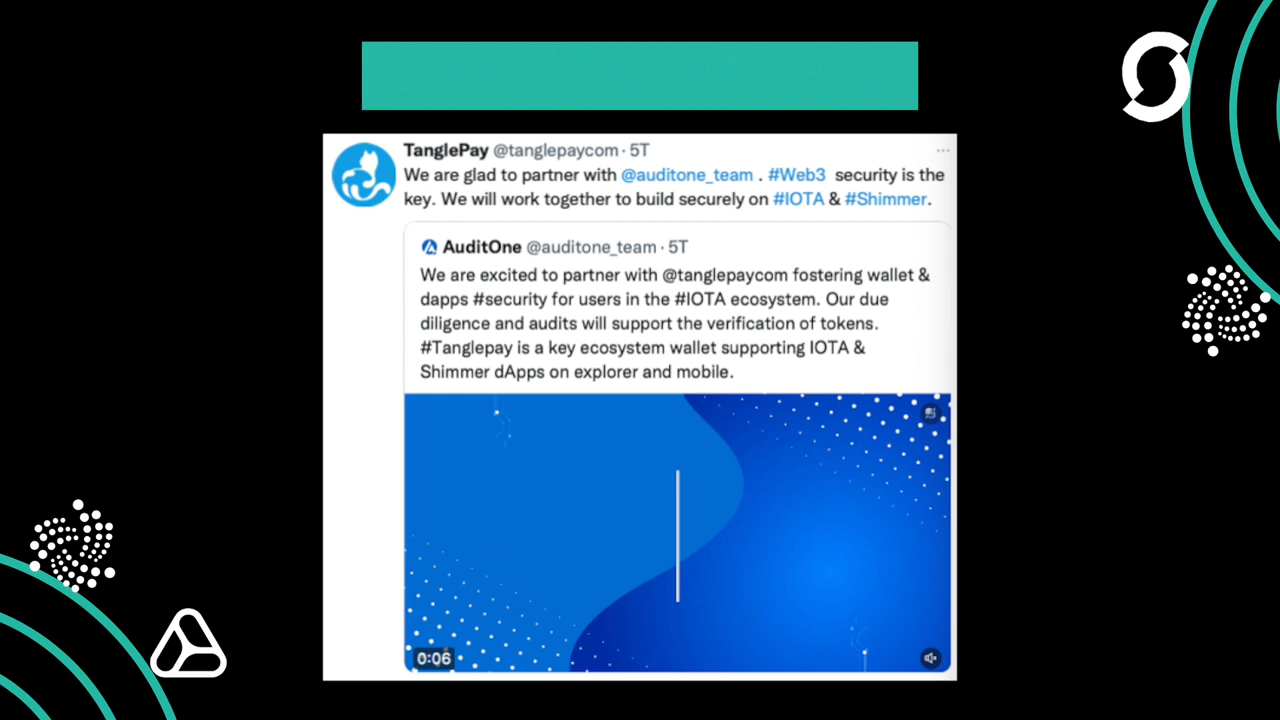 TanglePay @tanglepaycom · 5T
We are glad to partner with @auditone_team . #Web3 security is the
key. We will work together to build securely on #IOTA & #Shimmer.
AuditOne @auditone_team · 5T
We are excited to partner with @tanglepaycom fostering wallet &
dapps #security for users in the #IOTA ecosystem. Our due
diligence and audits will support the verification of tokens.
#Tanglepay is a key ecosystem wallet supporting IOTA &
Shimmer dApps on explorer and mobile.
0:06